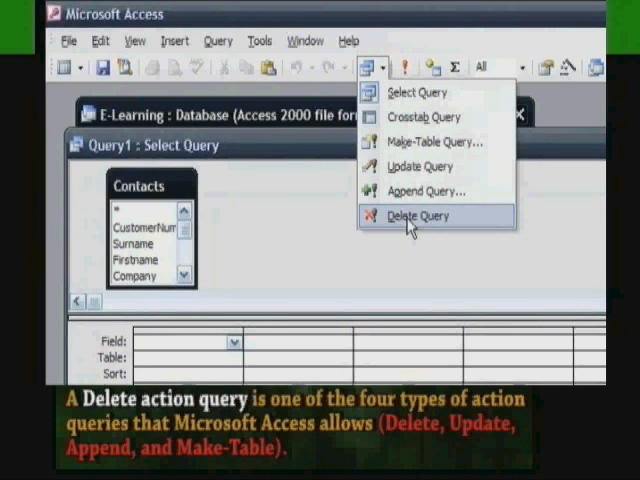 Microsoft Access
File Edit View Insert Query Tools Window Help
Σ All
E-Learning : Database (Access 2000 file for
Select Query
Crosstab Query
Make-Table Query...
Update Query
Append Query...
Delete Query
Query1 : Select Query
Contacts
*
CustomerNum
Surname
Firstname
Company
Field:
Table:
Sort:
A Delete action query is one of the four types of action
queries that Microsoft Access allows (Delete, Update,
Append, and Make-Table).